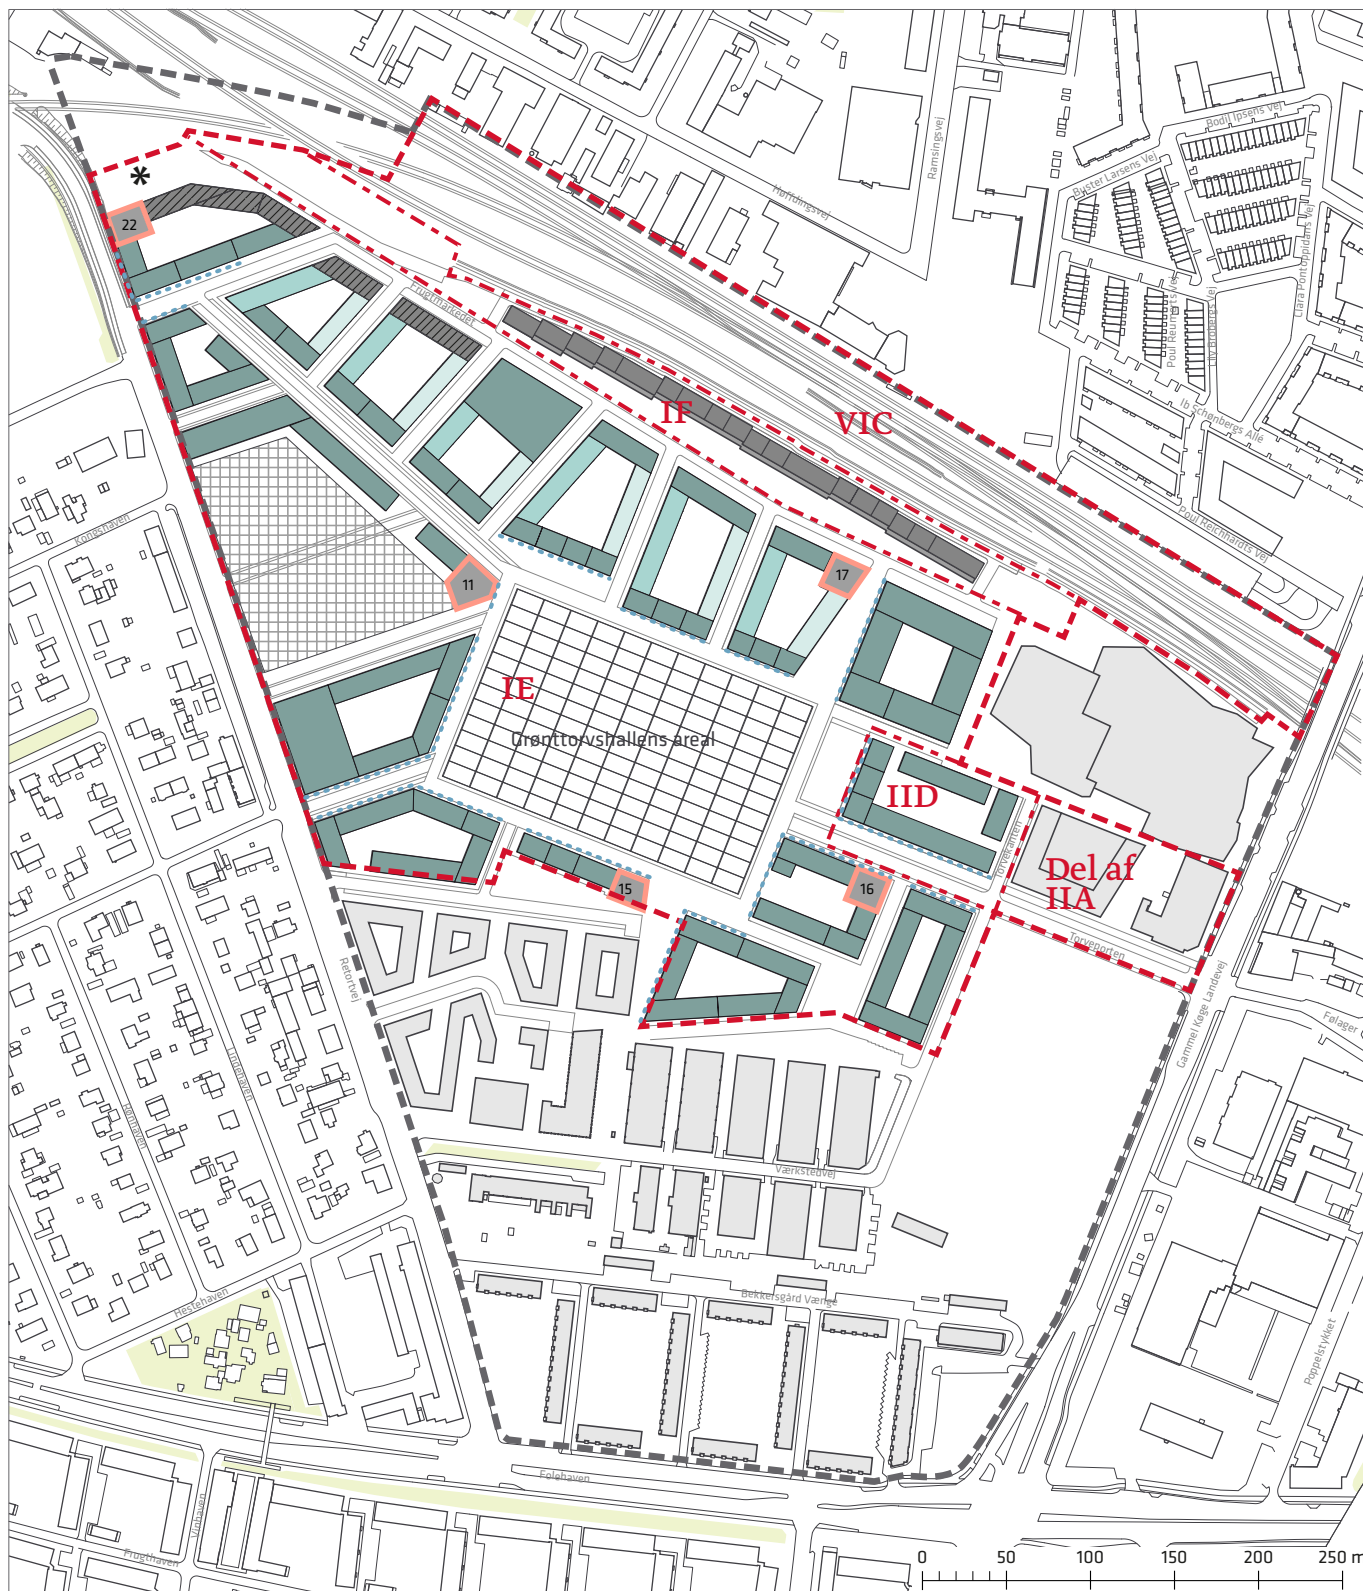 Bodil Ipsens Vej
Ramsingsvej
Buster Larsens Vej
*
Høffdingsvej
22
Clara Pontoppidans Vej
Frugtmarkedet
Poul Reumerts Vej
Lily Brobergs Vej
IF
VIC
Ib Schønbergs Allé
Kongshaven
Poul Reichhardts Vej
11
17
IE
Grønttorvshallens areal
IID
Torvekanten
Del af
IIA
15
16
Torveporten
Retortvej
Gammel Køge Landevej
Følager
Lindehaven
Hønhaven
Værkstedvej
Hestehaven
Bekkersgård Vænge
Poppelstykket
Folehaven
Vinhaven
Frugthaven
0 50 100 150 200 250 m